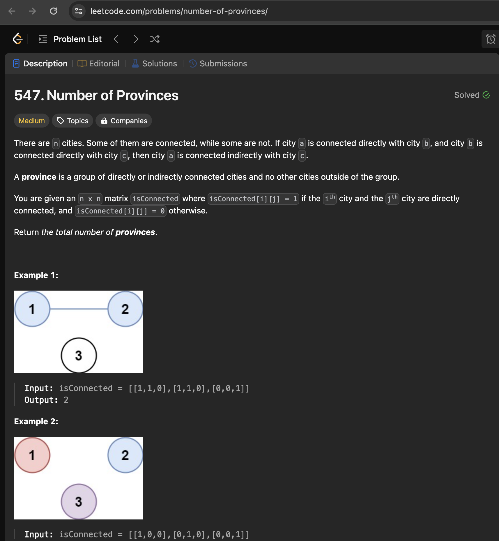 leetcode.com/problems/number-of-provinces/
Problem List
Description Editorial Solutions Submissions
547. Number of Provinces Solved
Medium Topics Companies
There are n cities. Some of them are connected, while some are not. If city a is connected directly with city b, and city b is
connected directly with city c, then city a is connected indirectly with city c.
A province is a group of directly or indirectly connected cities and no other cities outside of the group.
You are given an n x n matrix isConnected where isConnected[i][j] = 1 if the ith city and the jth city are directly
connected, and isConnected[i][j] = 0 otherwise.
Return the total number of provinces.
Example 1:
1 2
3
Input: isConnected = [[1,1,0],[1,1,0],[0,0,1]]
Output: 2
Example 2:
1 2
3
Input: isConnected = [[1,0,0],[0,1,0],[0,0,1]]